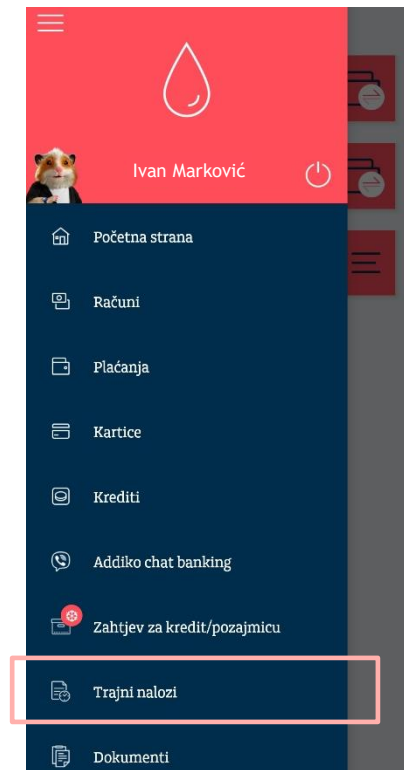 Ivan Marković
Početna strana
Računi
Plaćanja
Kartice
Krediti
Addiko chat banking
Zahtjev za kredit/pozajmicu
Trajni nalozi
Dokumenti